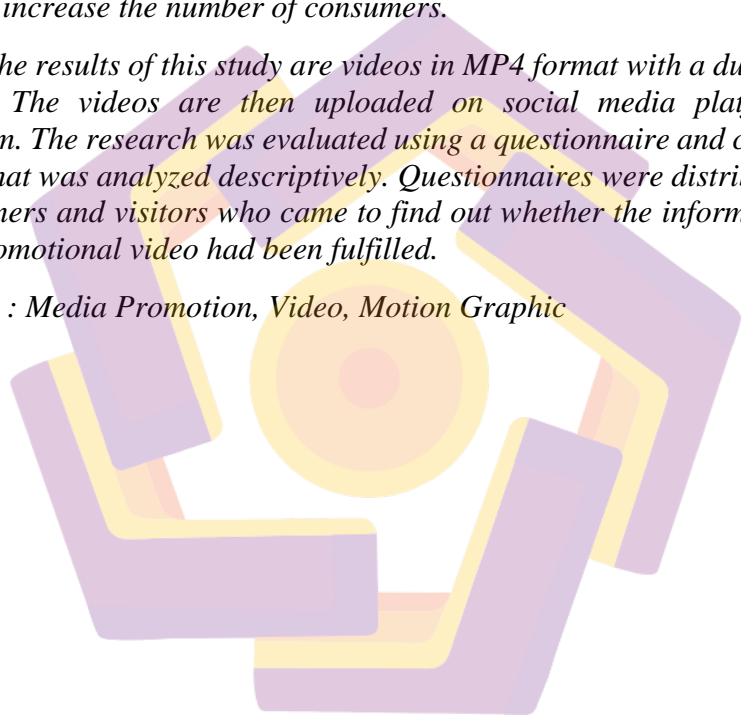 increase the number of consumers.
he results of this study are videos in MP4 format with a du
The videos are then uploaded on social media plat
m. The research was evaluated using a questionnaire and c
hat was analyzed descriptively. Questionnaires were distrib
ners and visitors who came to find out whether the inform
omotional video had been fulfilled.
: Media Promotion, Video, Motion Graphic